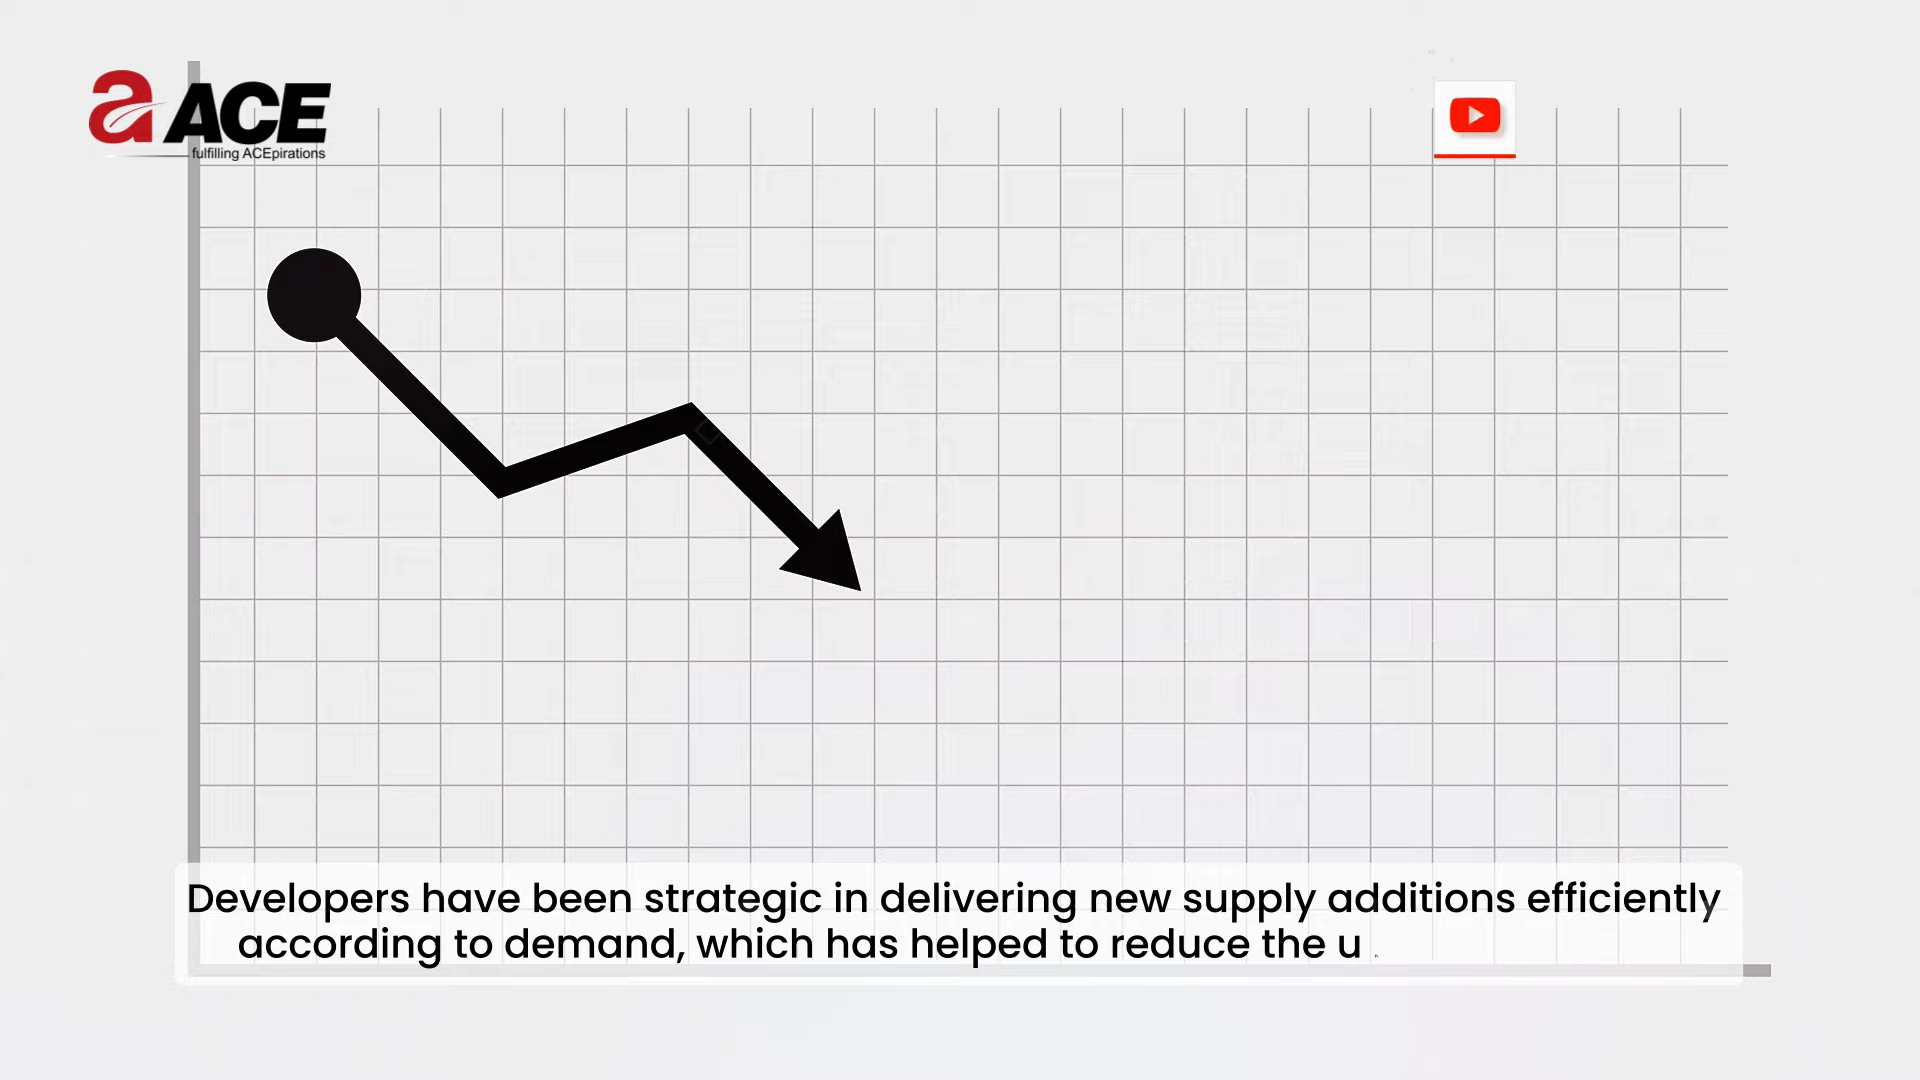 a ACE
fulfilling ACEpirations
Developers have been strategic in delivering new supply additions efficiently
according to demand, which has helped to reduce the u